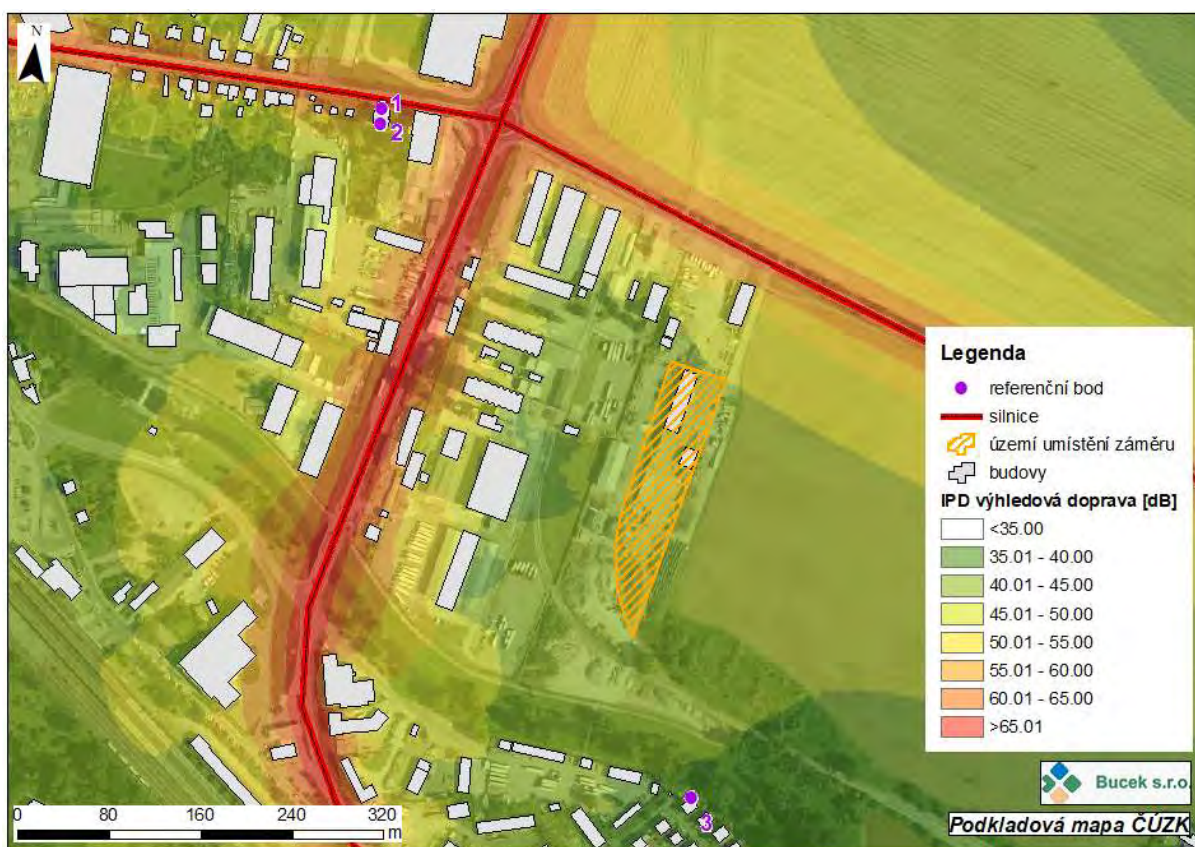 N
1
2
3
Legenda
referenční bod
silnice
území umístění záměru
budovy
IPD výhledová doprava [dB]
<35.00
35.01 - 40.00
40.01 - 45.00
45.01 - 50.00
50.01 - 55.00
55.01 - 60.00
60.01 - 65.00
>65.01
Bucek s.r.o.
Podkladová mapa ČÚZK
0 80 160 240 320
m